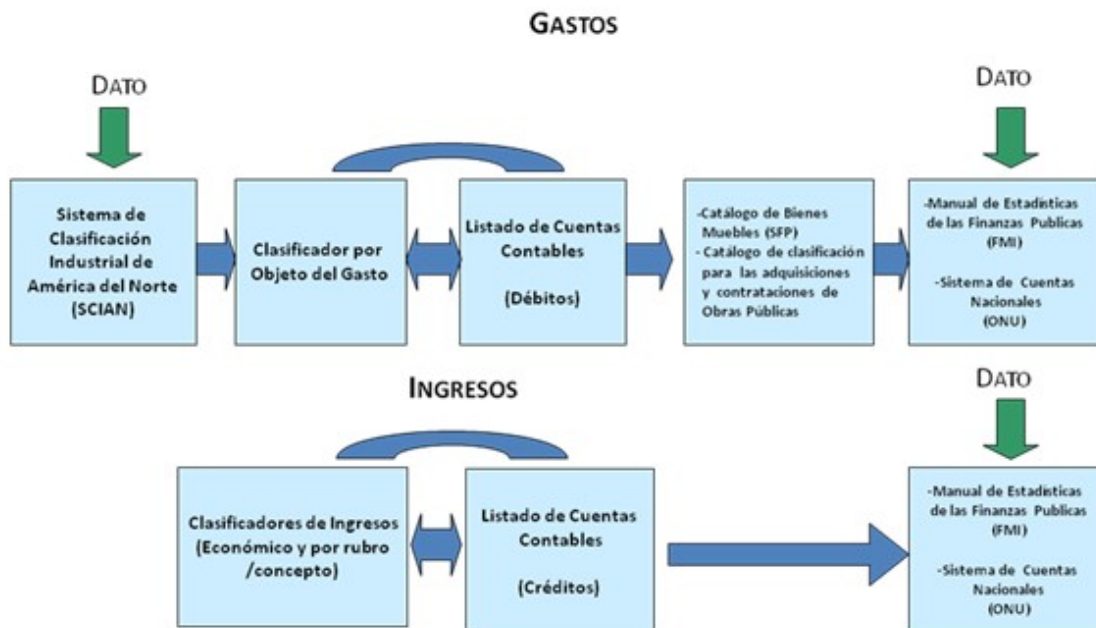 GASTOS
DATO
DATO
Sistema de
Clasificación
Industrial de
América del Norte
(SCIAN)
Clasificador por
Objeto del Gasto
Listado de Cuentas
Contables
(Débitos)
-Catálogo de Bienes
Muebles (SFP)
- Catálogo de clasificación
para las adquisiciones
y contrataciones de
Obras Públicas
-Manual de Estadísticas
de las Finanzas Publicas
(FMI)
-Sistema de Cuentas
Nacionales
(ONU)
INGRESOS
DATO
Clasificadores de Ingresos
(Económico y por rubro
/concepto)
Listado de Cuentas
Contables
(Créditos)
-Manual de Estadísticas
de las Finanzas Publicas
(FMI)
-Sistema de Cuentas
Nacionales
(ONU)